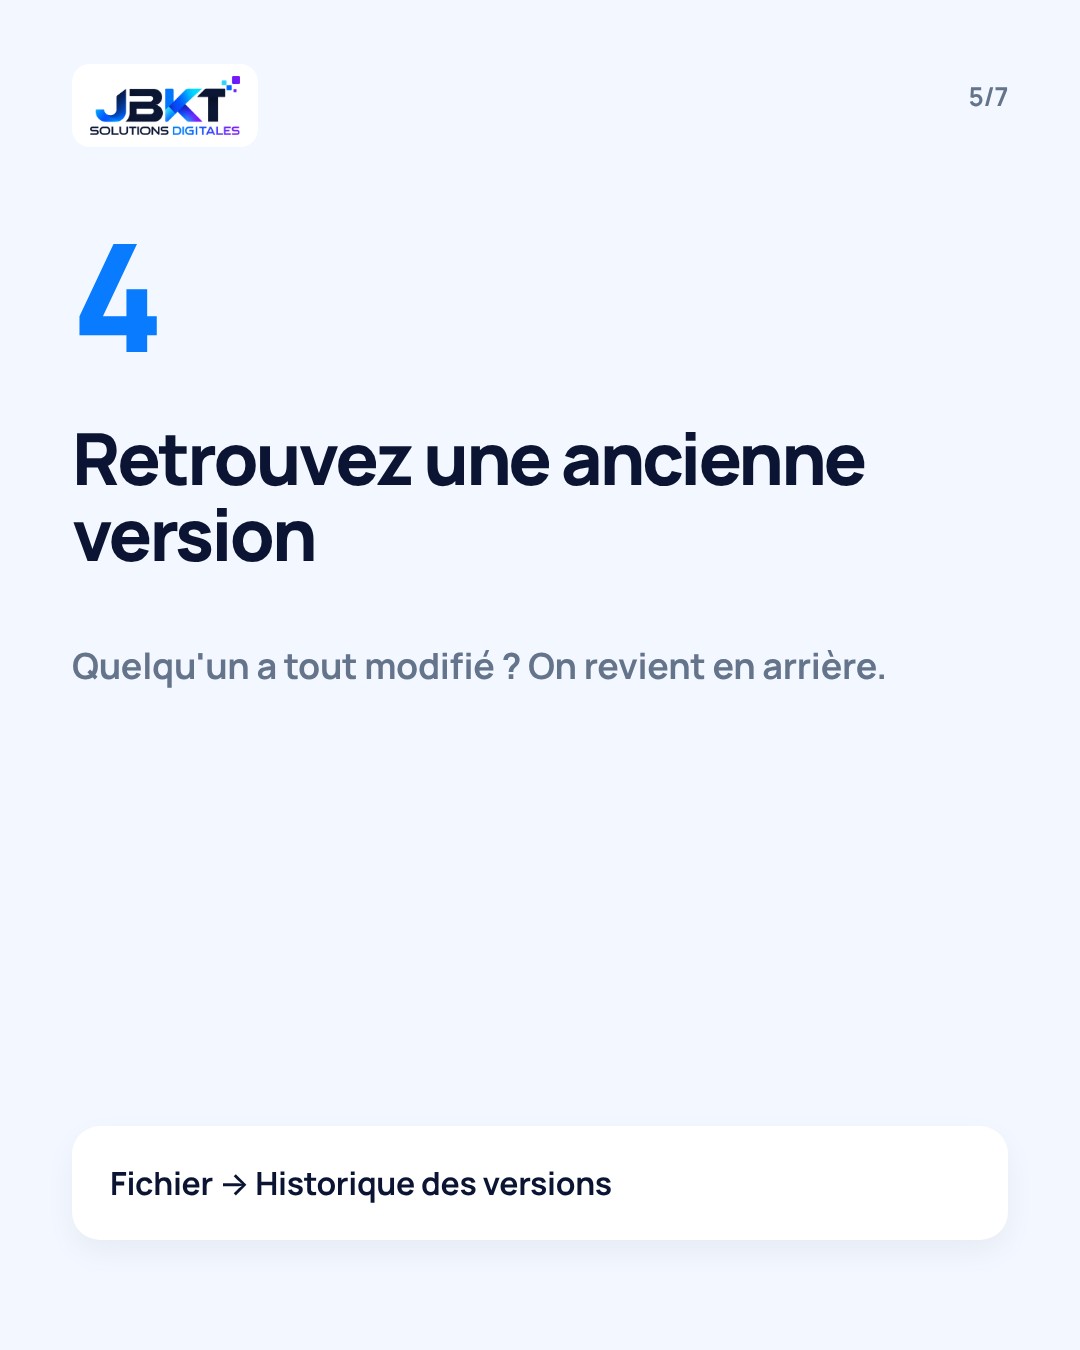 JBKT
SOLUTIONS DIGITALES
5/7
4
Retrouvez une ancienne
version
Quelqu'un a tout modifié ? On revient en arrière.
Fichier → Historique des versions